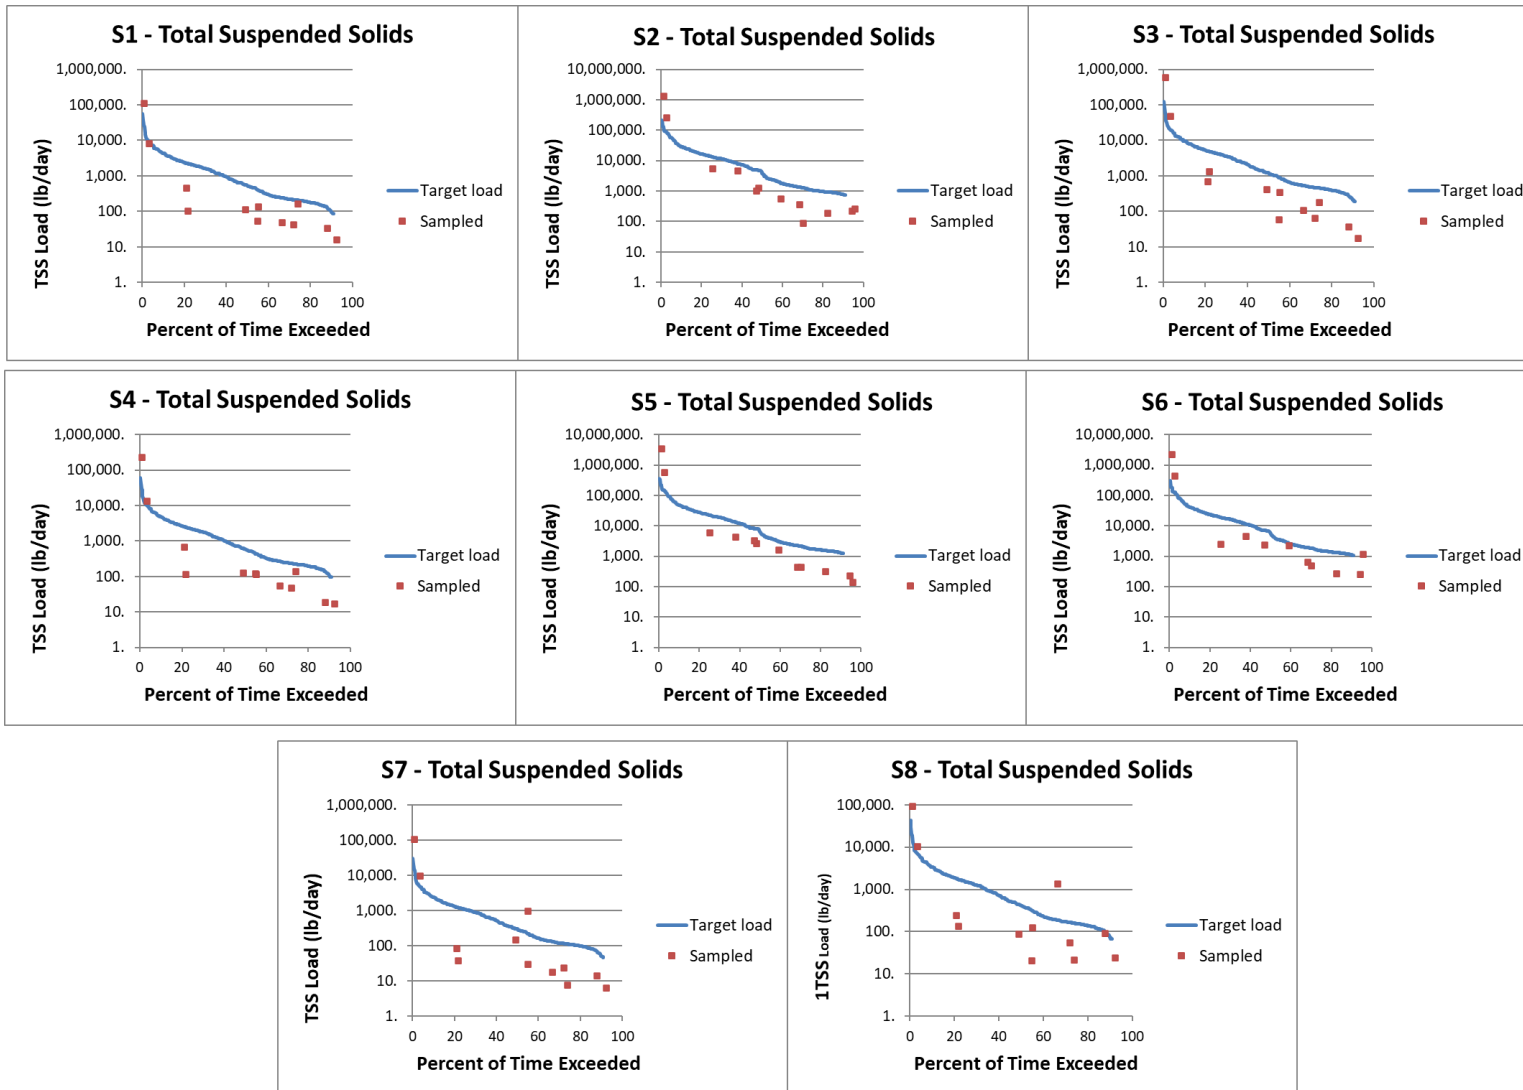 S1 - Total Suspended Solids
1,000,000.
100,000.
10,000.
1,000.
100.
10.
1.
0 20 40 60 80 100
TSS Load (lb/day)
Percent of Time Exceeded
Target load
Sampled
S2 - Total Suspended Solids
10,000,000.
1,000,000.
100,000.
10,000.
1,000.
100.
10.
1.
0 20 40 60 80 100
TSS Load (lb/day)
Percent of Time Exceeded
Target load
Sampled
S3 - Total Suspended Solids
1,000,000.
100,000.
10,000.
1,000.
100.
10.
1.
0 20 40 60 80 100
TSS Load (lb/day)
Percent of Time Exceeded
Target load
Sampled
S4 - Total Suspended Solids
1,000,000.
100,000.
10,000.
1,000.
100.
10.
1.
0 20 40 60 80 100
TSS Load (lb/day)
Percent of Time Exceeded
Target load
Sampled
S5 - Total Suspended Solids
10,000,000.
1,000,000.
100,000.
10,000.
1,000.
100.
10.
1.
0 20 40 60 80 100
TSS Load (lb/day)
Percent of Time Exceeded
Target load
Sampled
S6 - Total Suspended Solids
10,000,000.
1,000,000.
100,000.
10,000.
1,000.
100.
10.
1.
0 20 40 60 80 100
TSS Load (lb/day)
Percent of Time Exceeded
Target load
Sampled
S7 - Total Suspended Solids
1,000,000.
100,000.
10,000.
1,000.
100.
10.
1.
0 20 40 60 80 100
TSS Load (lb/day)
Percent of Time Exceeded
Target load
Sampled
S8 - Total Suspended Solids
100,000.
10,000.
1,000.
100.
10.
1.
0 20 40 60 80 100
1TSS Load (lb/day)
Percent of Time Exceeded
Target load
Sampled